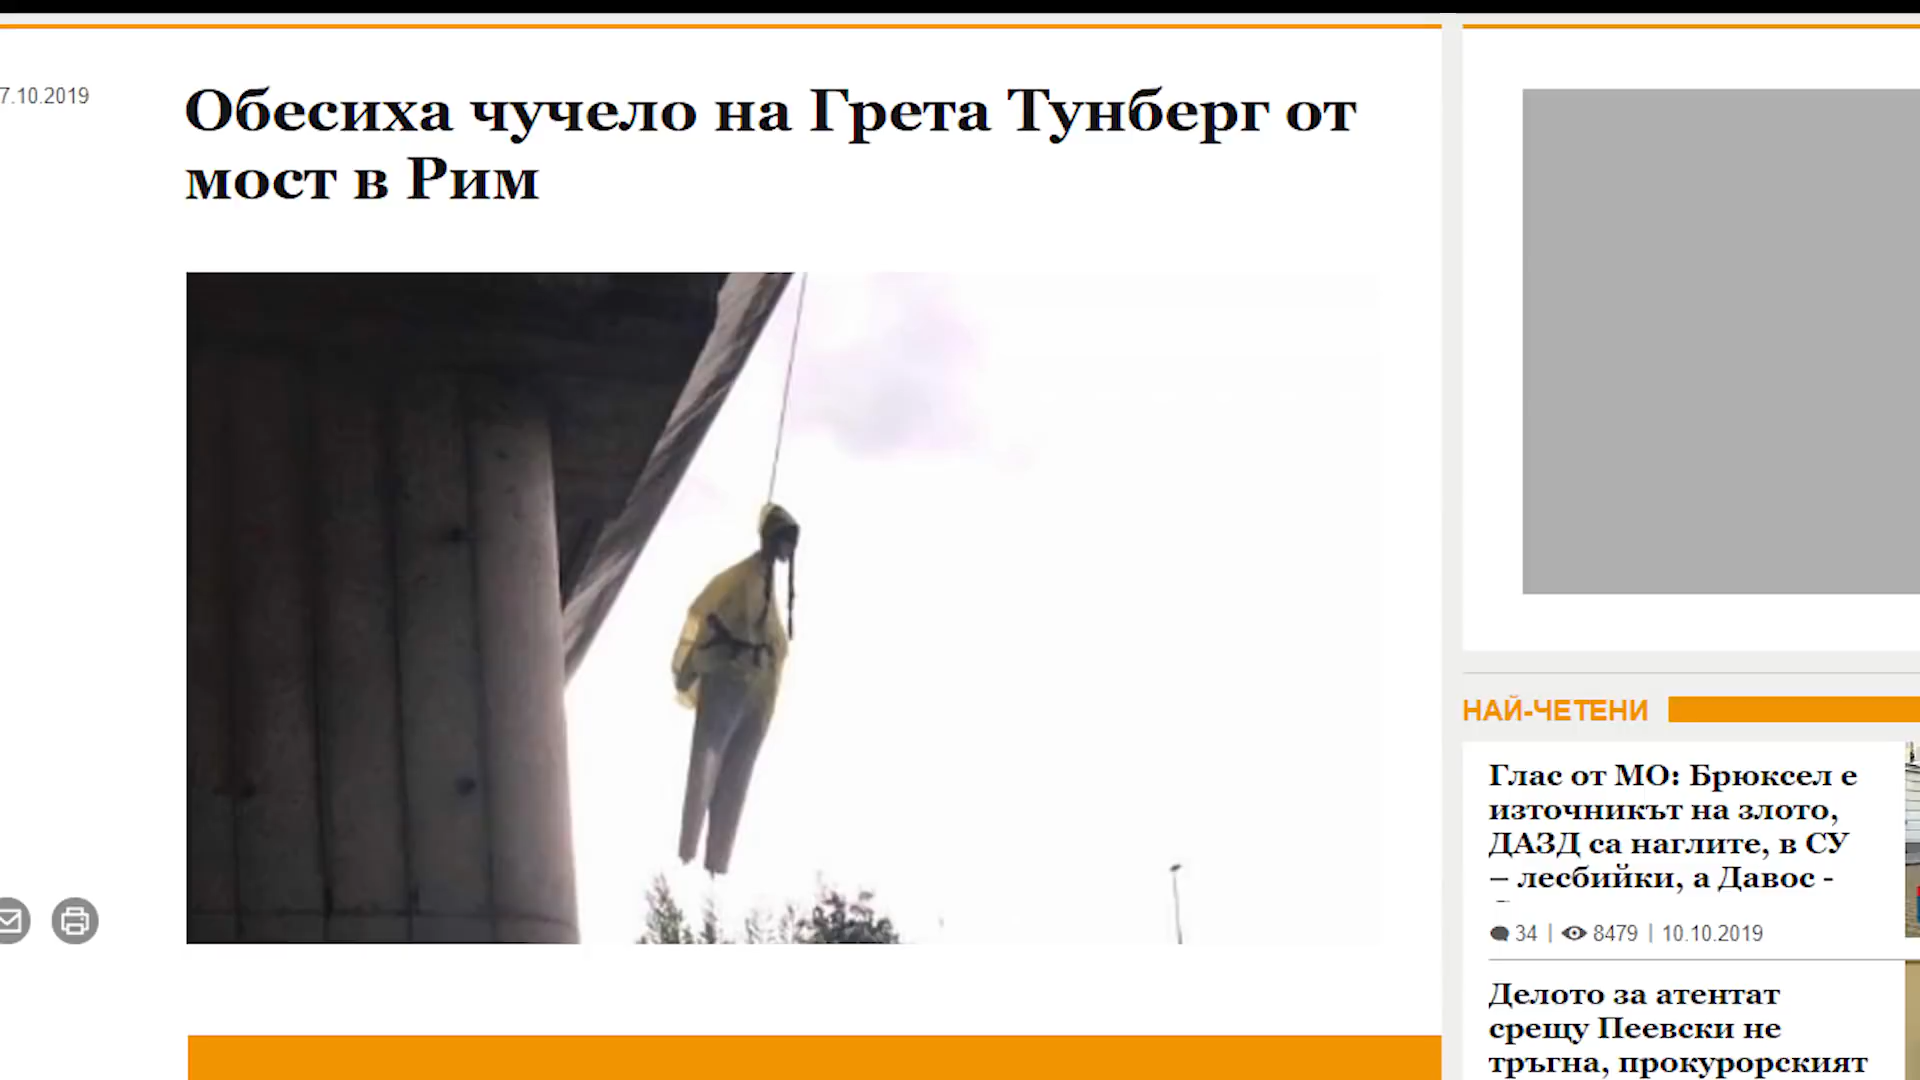 7.10.2019
Обесиха чучело на Грета Тунберг от
мост в Рим
НАЙ-ЧЕТЕНИ
Глас от МО: Брюксел е
източникът на злото,
ДАЗД са наглите, в СУ
– лесбийки, а Давос -
34 | 8479 | 10.10.2019
Делото за атентат
срещу Пеевски не
тръгна, прокурорският